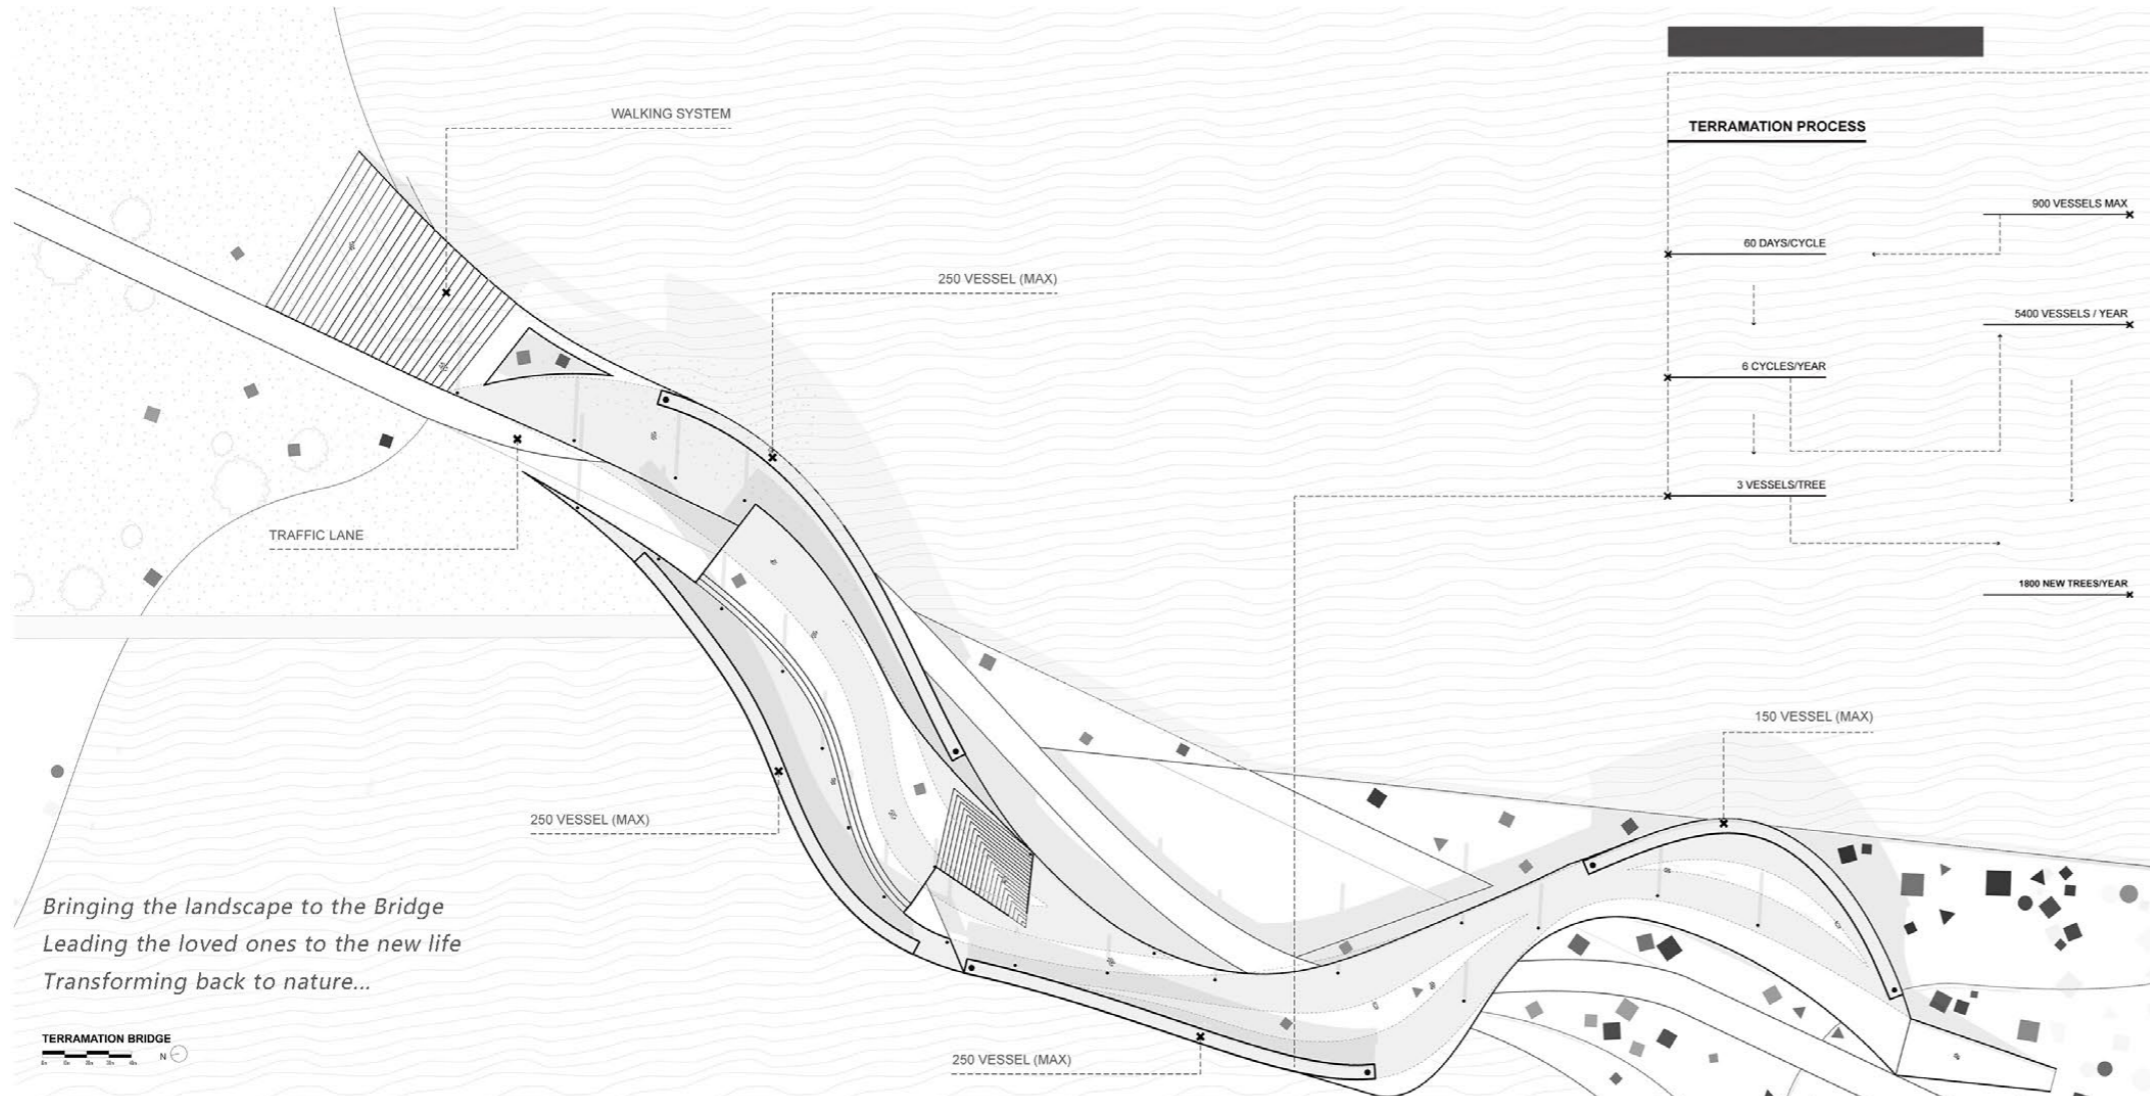 WALKING SYSTEM
TERRAMATION PROCESS
900 VESSELS MAX
60 DAYS/CYCLE
250 VESSEL (MAX)
5400 VESSELS / YEAR
6 CYCLES/YEAR
3 VESSELS/TREE
TRAFFIC LANE
1800 NEW TREES/YEAR
150 VESSEL (MAX)
250 VESSEL (MAX)
Bringing the landscape to the Bridge
Leading the loved ones to the new life
Transforming back to nature...
TERRAMATION BRIDGE
N
250 VESSEL (MAX)